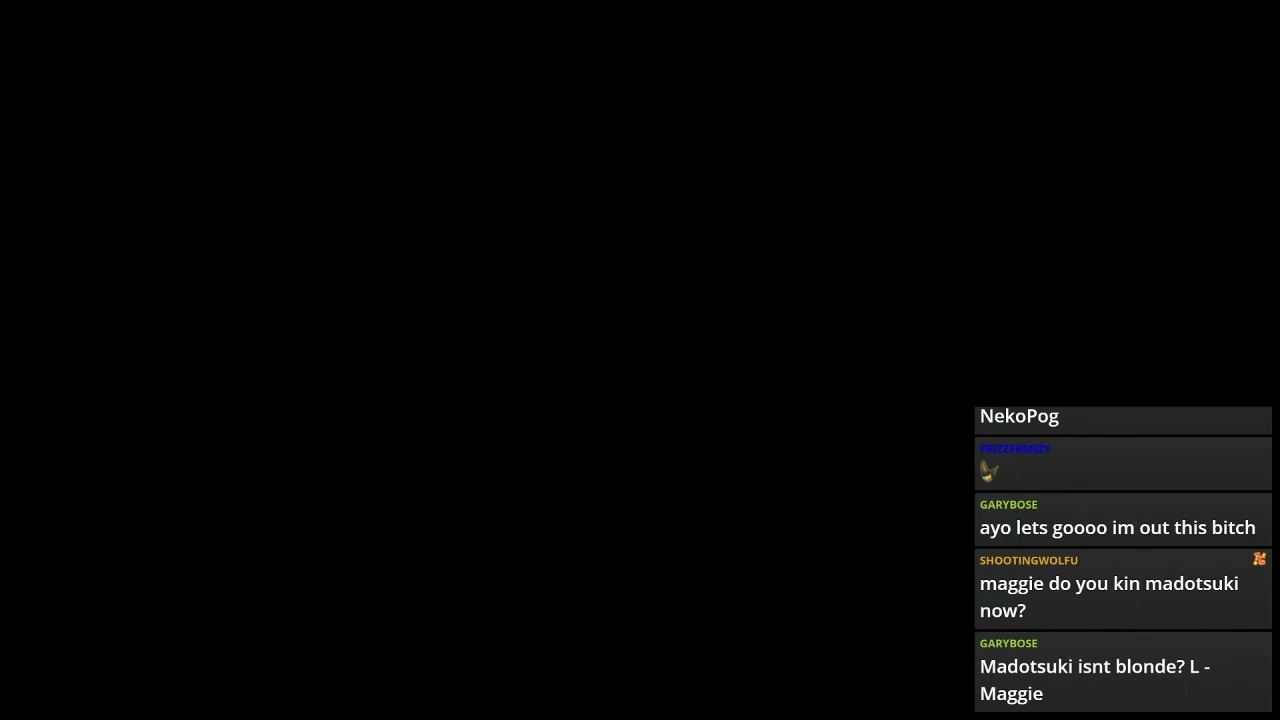 NekoPog
FRIZZFRENZY
GARYBOSE
ayo lets goooo im out this bitch
SHOOTINGWOLFU
maggie do you kin madotsuki
now?
GARYBOSE
Madotsuki isnt blonde? L -
Maggie